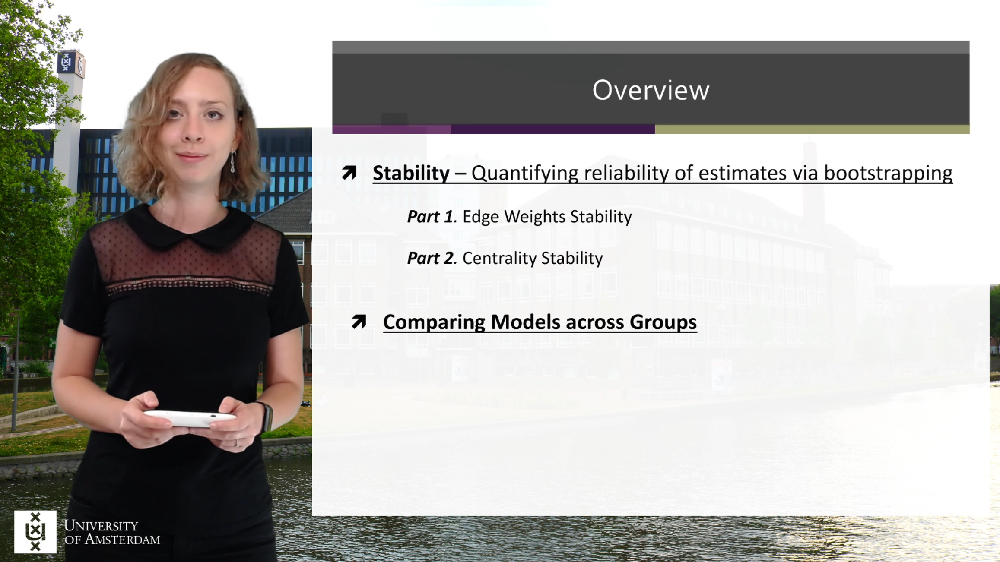 Overview
Stability – Quantifying reliability of estimates via bootstrapping
Part 1. Edge Weights Stability
Part 2. Centrality Stability
Comparing Models across Groups
UNIVERSITY
OF AMSTERDAM